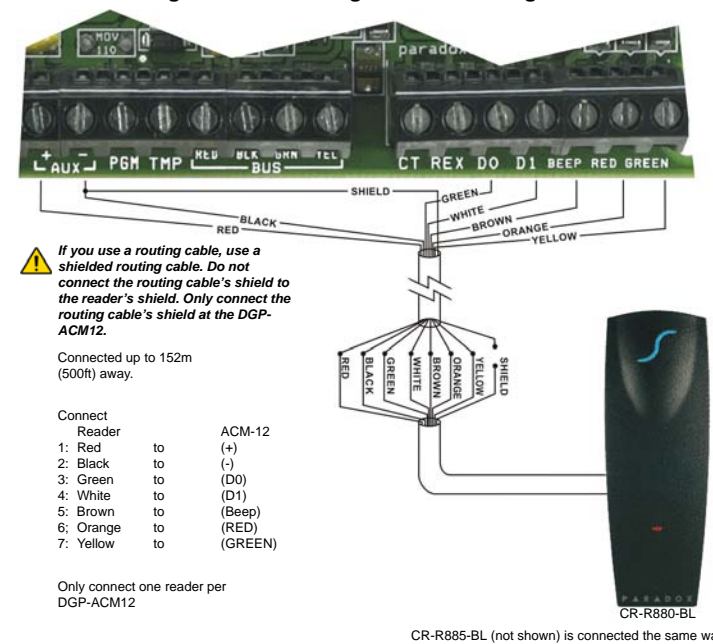 MOV
110
paradox
+ -
AUX PGM TMP RED BLK GRN YEL
BUS
CT REX D0 D1 BEEP RED GREEN
SHIELD
GREEN
WHITE
BROWN
ORANGE
YELLOW
BLACK
RED
If you use a routing cable, use a
shielded routing cable. Do not
connect the routing cable's shield to
the reader's shield. Only connect the
routing cable's shield at the DGP-
ACM12.
Connected up to 152m
(500ft) away.
RED
BLACK
GREEN
WHITE
BROWN
ORANGE
YELLOW
SHIELD
Connect
Reader ACM-12
1: Red to (+)
2: Black to (-)
3: Green to (D0)
4: White to (D1)
5: Brown to (Beep)
6; Orange to (RED)
7: Yellow to (GREEN)
Only connect one reader per
DGP-ACM12
PARADOX
CR-R880-BL
CR-R885-BL (not shown) is connected the same